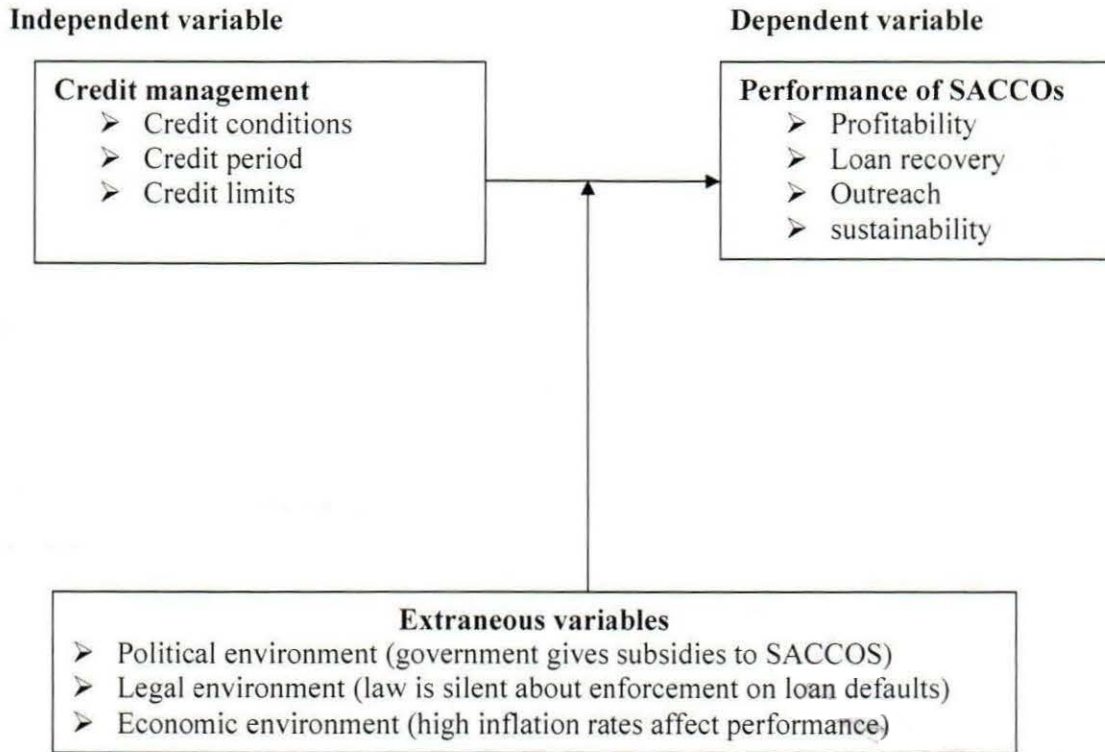 Independent variable
Dependent variable
Credit management
➢ Credit conditions
➢ Credit period
➢ Credit limits
Performance of SACCOs
➢ Profitability
➢ Loan recovery
➢ Outreach
➢ sustainability
Extraneous variables
➢ Political environment (government gives subsidies to SACCOS)
➢ Legal environment (law is silent about enforcement on loan defaults)
➢ Economic environment (high inflation rates affect performance)